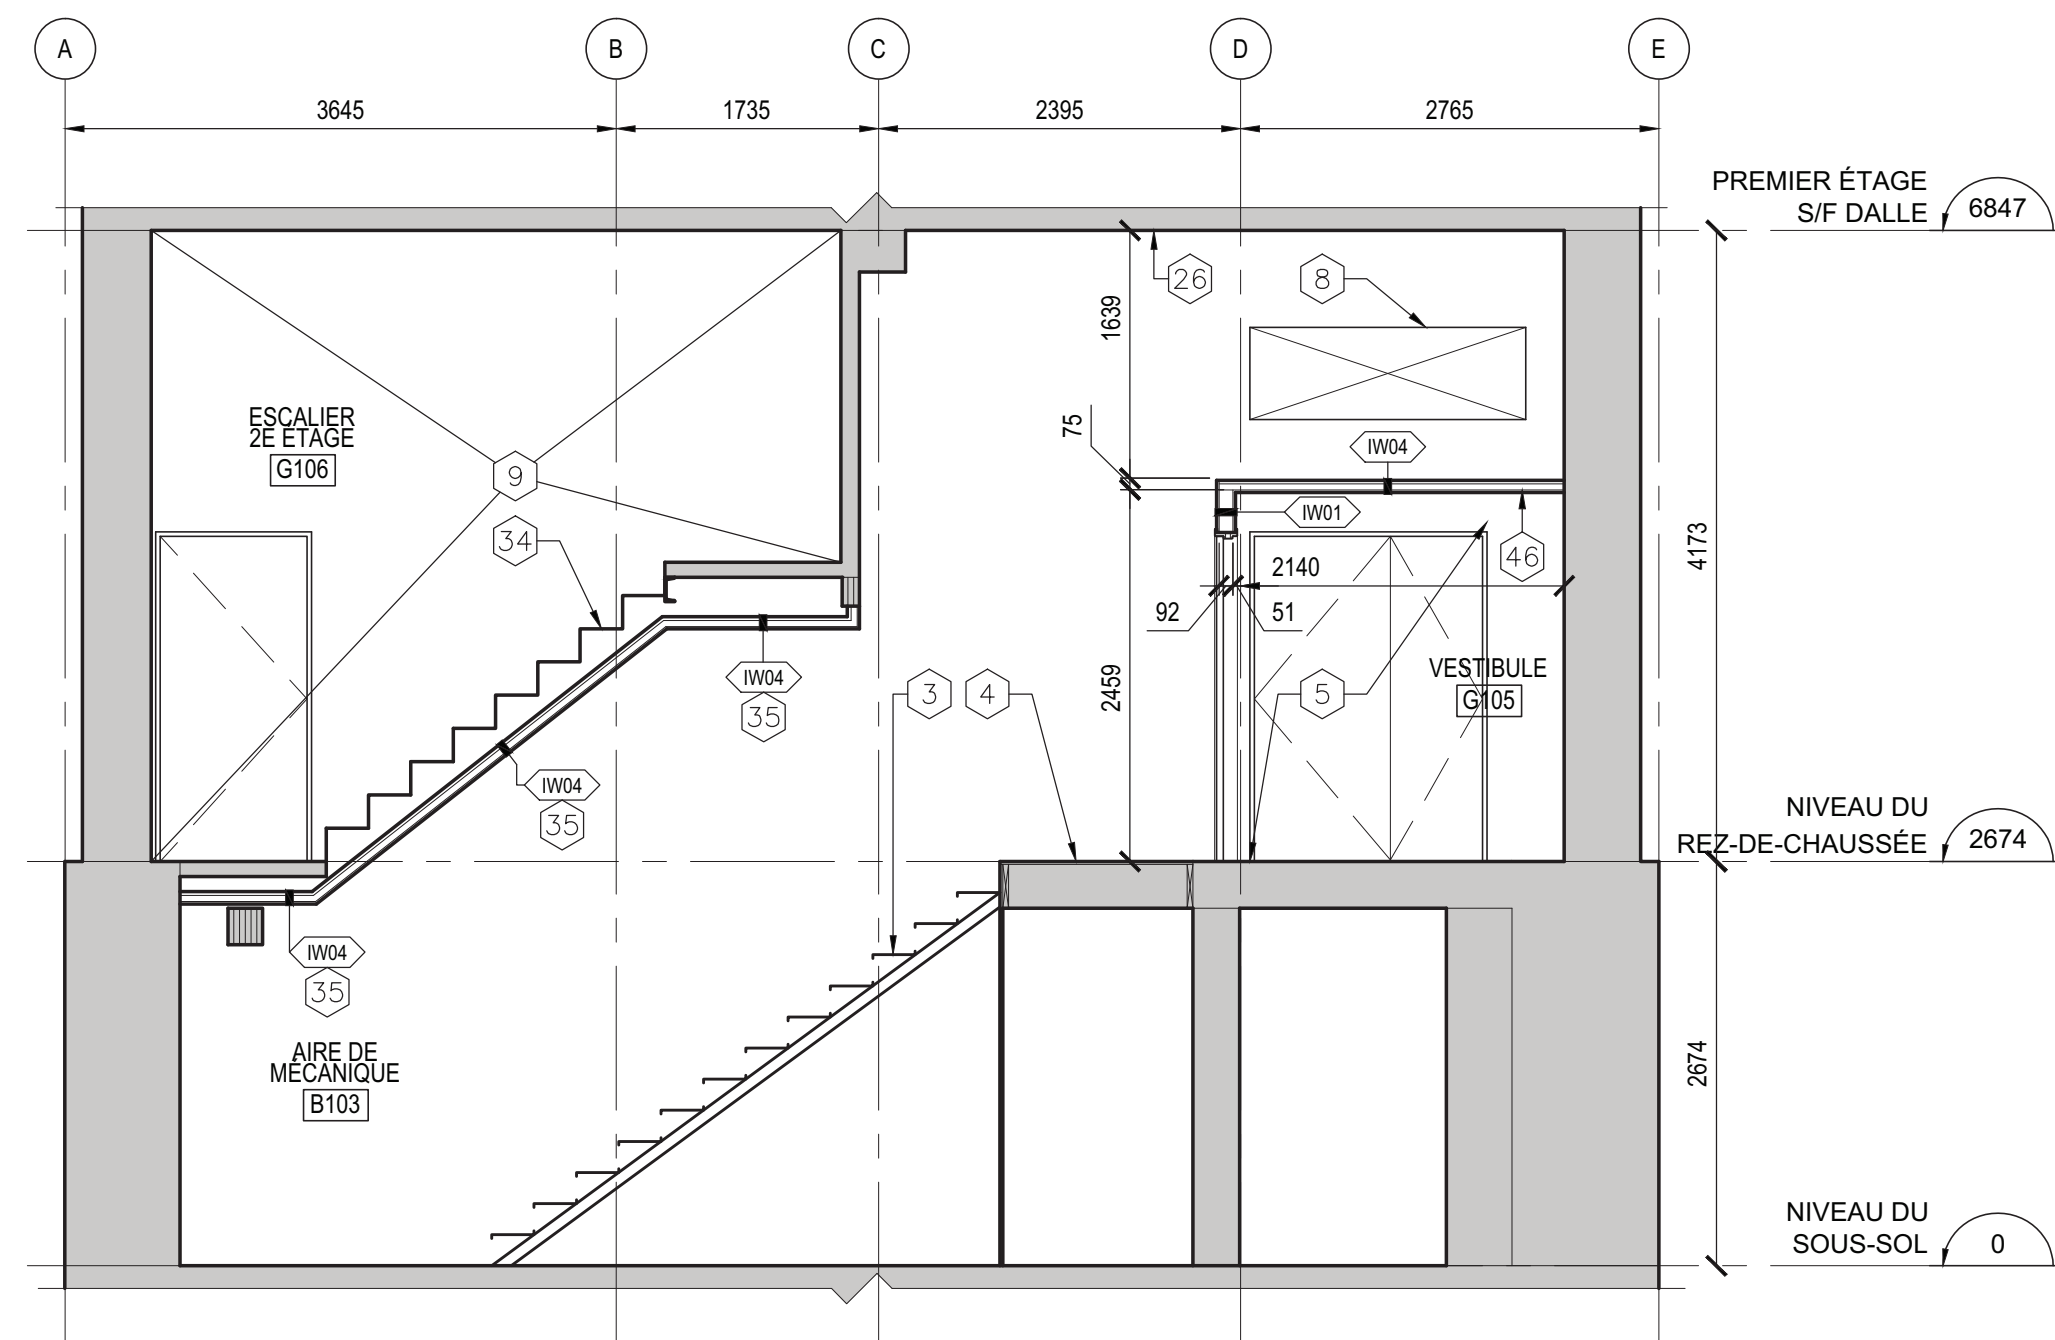 A
B
C
D
E
3645
1735
2395
2765
PREMIER ÉTAGE
S/F DALLE
6847
26
8
1639
75
ESCALIER
2E ÉTAGE
G106
9
34
IW04
IW01
46
2140
92
51
4173
IW04
35
3
4
2459
5
VESTIBULE
G105
IW04
35
NIVEAU DU
REZ-DE-CHAUSSÉE
2674
IW04
35
AIRE DE
MÉCANIQUE
B103
2674
NIVEAU DU
SOUS-SOL
0